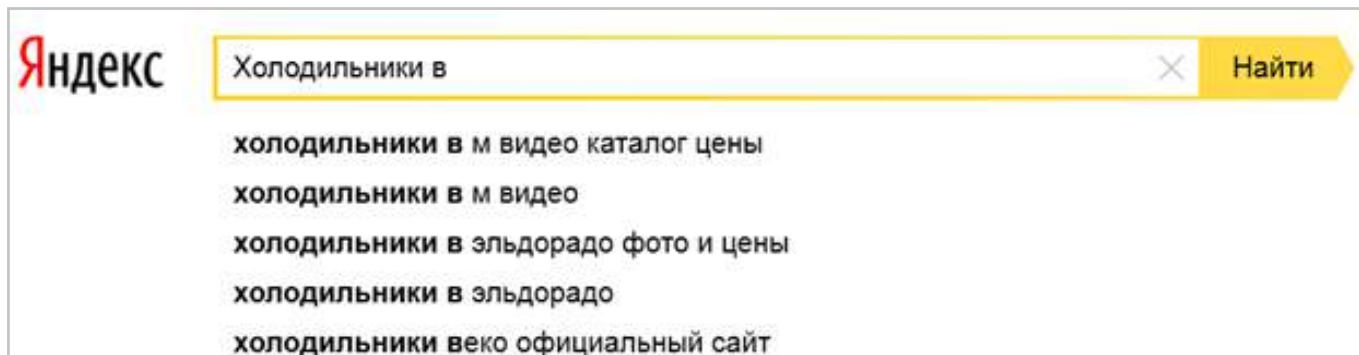 Яндекс
Холодильники в
Найти
холодильники в м видео каталог цены
холодильники в м видео
холодильники в эльдорадо фото и цены
холодильники в эльдорадо
холодильники веко официальный сайт